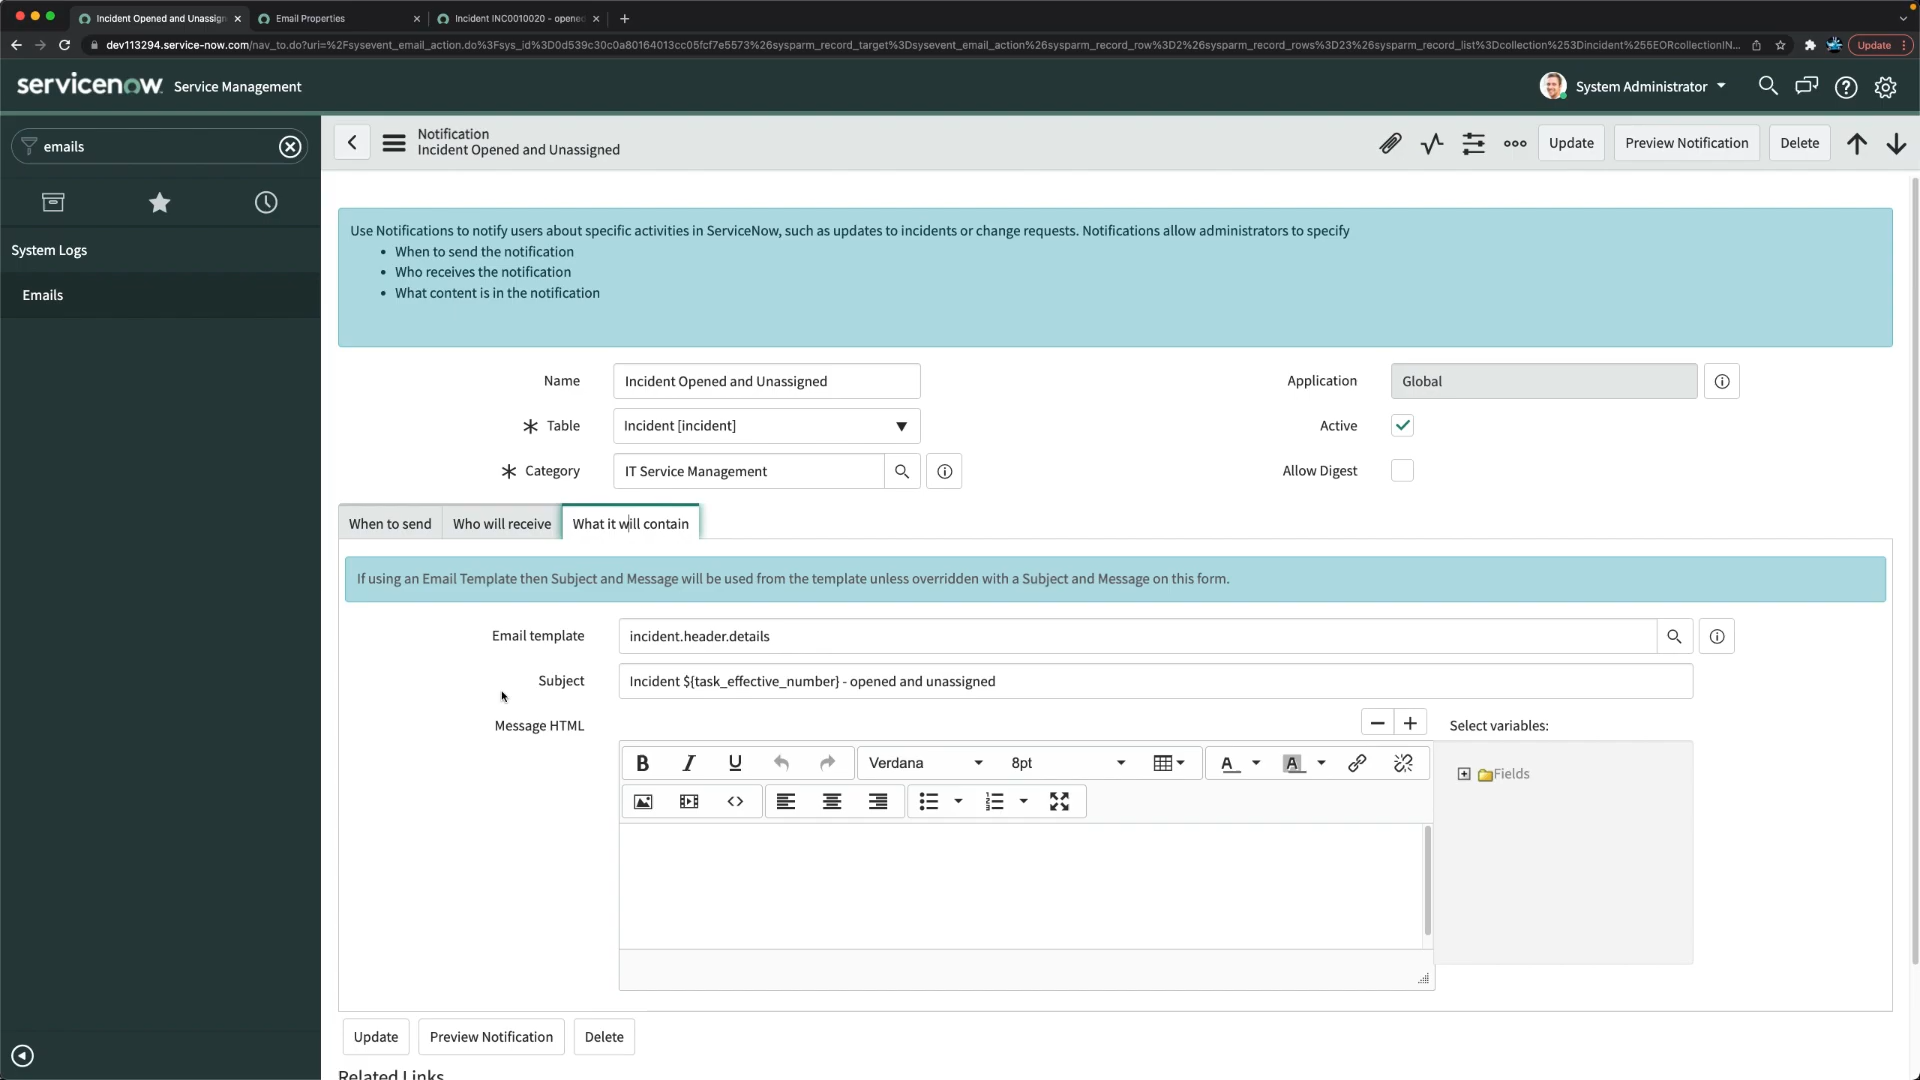 Incident Opened and Unassign
Email Properties
Incident INC0010020 - opene
dev113294.service-now.com/nav_to.do?uri=%2Fsysevent_email_action.do%3Fsys_id%3D0d539c30c0a80164013cc05fcf7e5573%26sysparm_record_target%3Dsysevent_email_action%26sysparm_record_row%3D2%26sysparm_record_rows%3D23%26sysparm_record_list%3Dcollection%253Dincident%255EORcollectionIN...
Update
servicenow
Service Management
System Administrator
emails
System Logs
Emails
Notification
Incident Opened and Unassigned
Update
Preview Notification
Delete
Use Notifications to notify users about specific activities in ServiceNow, such as updates to incidents or change requests. Notifications allow administrators to specify
• When to send the notification
• Who receives the notification
• What content is in the notification
Name
Incident Opened and Unassigned
Application
Global
Table
Incident [incident]
Active
Category
IT Service Management
Allow Digest
When to send
Who will receive
What it will contain
If using an Email Template then Subject and Message will be used from the template unless overridden with a Subject and Message on this form.
Email template
incident.header.details
Subject
Incident ${task_effective_number} - opened and unassigned
Message HTML
Select variables:
B I U
Verdana
8pt
A
A
Fields
Update
Preview Notification
Delete
Related Links